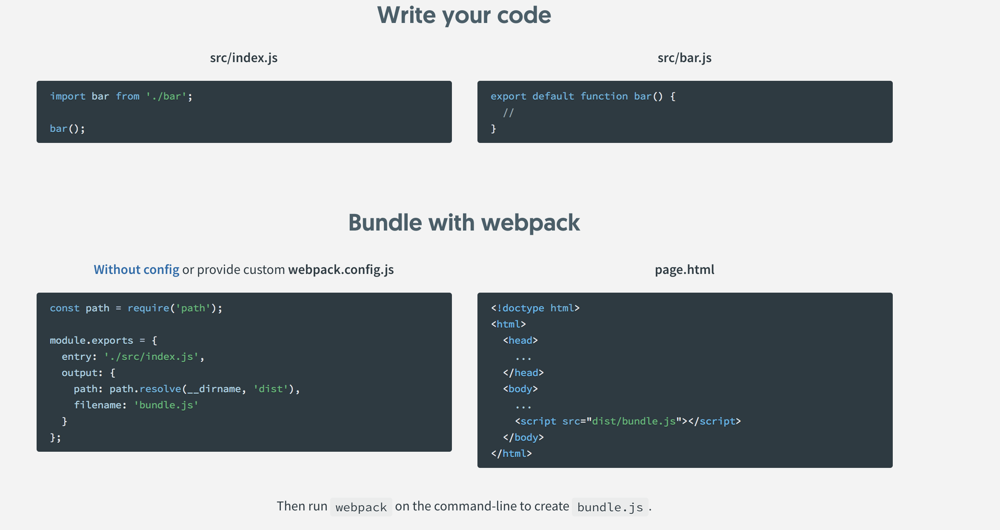 Write your code
src/index.js
import bar from './bar';

bar();
src/bar.js
export default function bar() {
  //
}
Bundle with webpack
Without config or provide custom webpack.config.js
const path = require('path');

module.exports = {
  entry: './src/index.js',
  output: {
    path: path.resolve(__dirname, 'dist'),
    filename: 'bundle.js'
  }
};
page.html
<!doctype html>
<html>
  <head>
    ...
  </head>
  <body>
    ...
    <script src="dist/bundle.js"></script>
  </body>
</html>
Then run webpack on the command-line to create bundle.js.